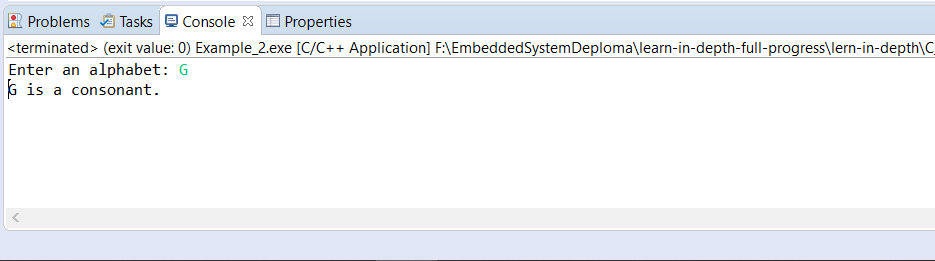 Problems Tasks Console Properties
<terminated> (exit value: 0) Example_2.exe [C/C++ Application] F:\EmbeddedSystemDeploma\learn-in-depth-full-progress\lern-in-depth\C_
Enter an alphabet: G
G is a consonant.